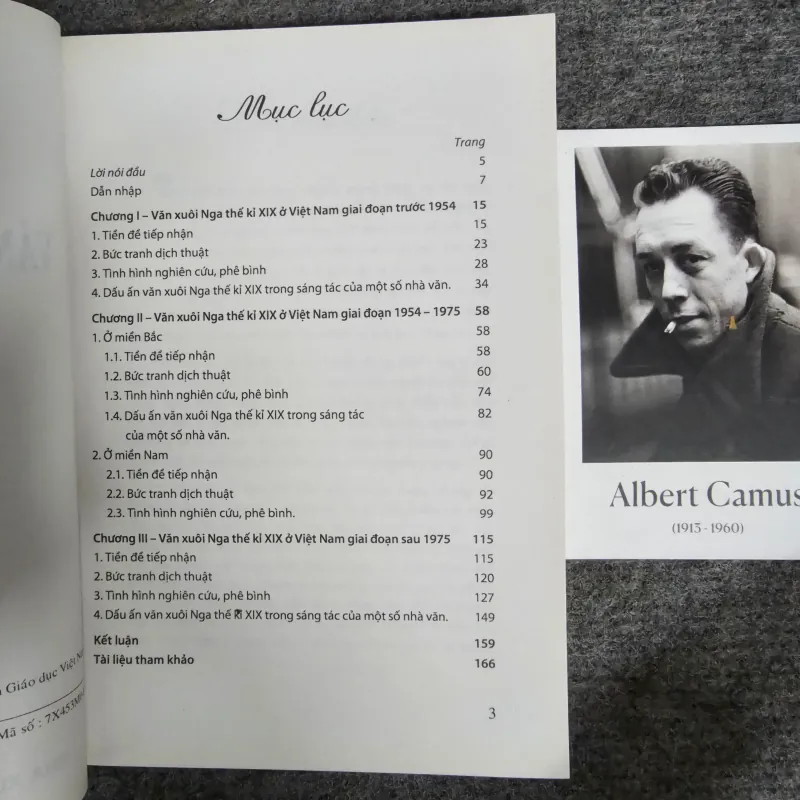 Mục lục
Trang
Lời nói đầu 5
Dẫn nhập 7
Chương I – Văn xuôi Nga thế kỉ XIX ở Việt Nam giai đoạn trước 1954 15
1. Tiền đề tiếp nhận 15
2. Bức tranh dịch thuật 23
3. Tình hình nghiên cứu, phê bình 28
4. Dấu ấn văn xuôi Nga thế kỉ XIX trong sáng tác của một số nhà văn. 34
Chương II – Văn xuôi Nga thế kỉ XIX ở Việt Nam giai đoạn 1954 – 1975 58
1. Ở miền Bắc 58
1.1. Tiền đề tiếp nhận 58
1.2. Bức tranh dịch thuật 60
1.3. Tình hình nghiên cứu, phê bình 74
1.4. Dấu ấn văn xuôi Nga thế kỉ XIX trong sáng tác 82
của một số nhà văn.
2. Ở miền Nam 90
2.1. Tiền đề tiếp nhận 90
2.2. Bức tranh dịch thuật 92
2.3. Tình hình nghiên cứu, phê bình. 99
Chương III – Văn xuôi Nga thế kỉ XIX ở Việt Nam giai đoạn sau 1975 115
1. Tiền đề tiếp nhận 115
2. Bức tranh dịch thuật 120
3. Tình hình nghiên cứu, phê bình 127
4. Dấu ấn văn xuôi Nga thế XIX trong sáng tác của một số nhà văn. 149
Kết luận 159
Tài liệu tham khảo 166
3
Giáo dục Việt
Mã số :
Albert Camus
(1913 - 1960)